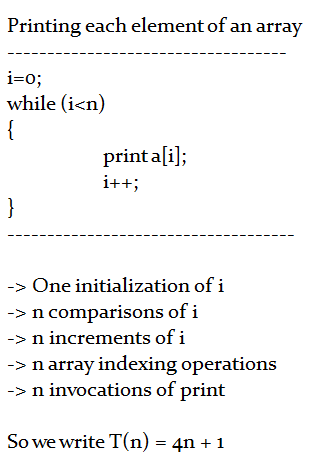 Printing each element of an array
-----------------------------------
i=0;
while (i<n)
{
print a[i];
i++;
}
------------------------------------
-> One initialization of i
-> n comparisons of i
-> n increments of i
-> n array indexing operations
-> n invocations of print
So we write T(n) = 4n + 1